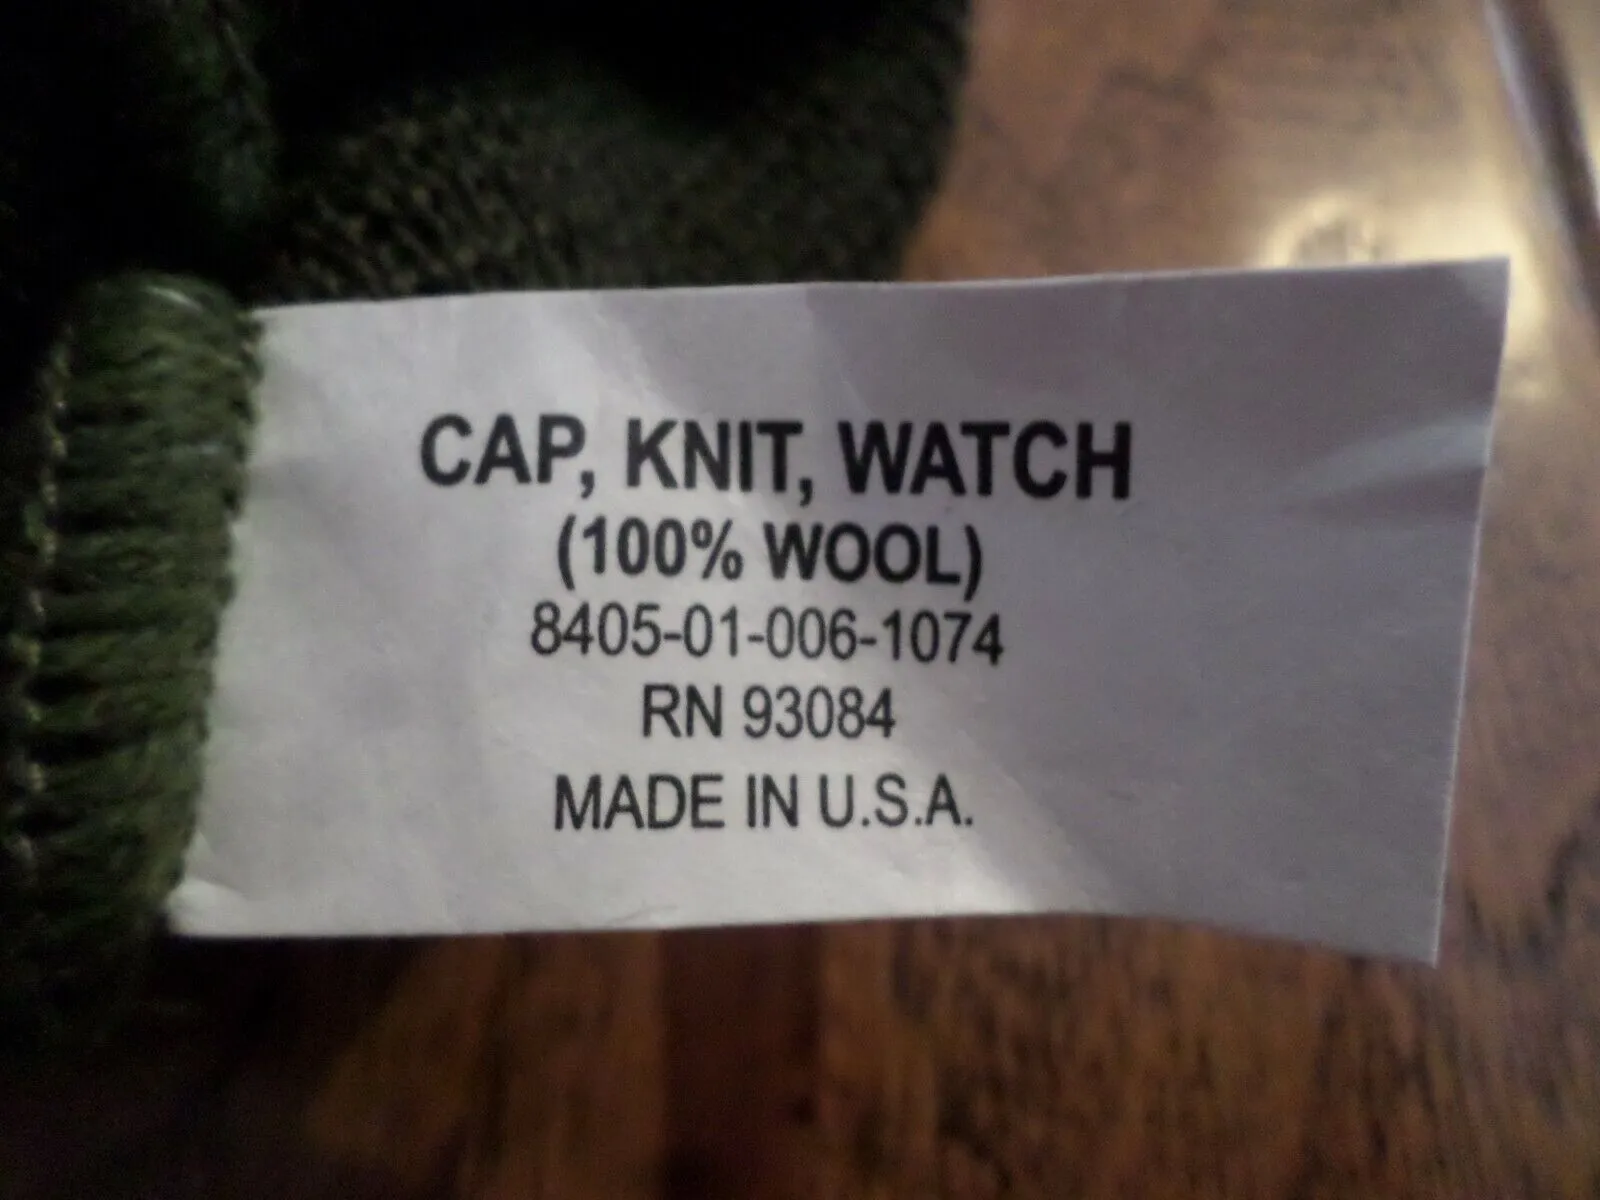 CAP, KNIT, WATCH
(100% WOOL)
8405-01-006-1074
RN 93084
MADE IN U.S.A.